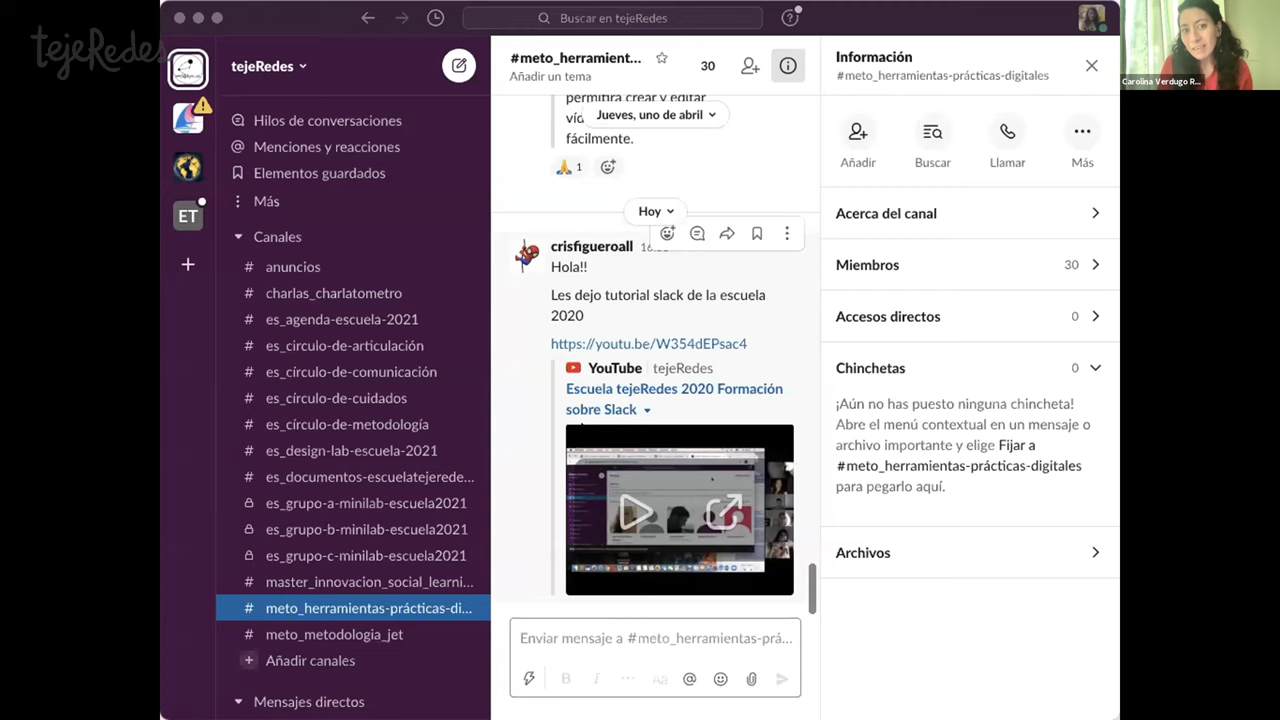 tejeRedes
Buscar en tejeRedes
Carolina Verdugo R...
tejeRedes
ET
Hilos de conversaciones
Menciones y reacciones
Elementos guardados
Más
Canales
# anuncios
# charlas_charlatometro
# es_agenda-escuela-2021
# es_circulo-de-articulación
# es_círculo-de-comunicación
# es_círculo-de-cuidados
# es_círculo-de-metodología
# es_design-lab-escuela-2021
# es_documentos-escuelatejerede...
es_grupo-a-minilab-escuela2021
es_grupo-b-minilab-escuela2021
es_grupo-c-minilab-escuela2021
# master_innovacion_social_learni...
# meto_herramientas-prácticas-di...
# meto_metodologia_jet
+ Añadir canales
Mensajes directos
#meto_herramient...
Añadir un tema
30
permitirá crear y editar
Jueves, uno de abril
fácilmente.
1
Hoy
crisfigueroall
Hola!!
Les dejo tutorial slack de la escuela
2020
https://youtu.be/W354dEPsac4
YouTube | tejeRedes
Escuela tejeRedes 2020 Formación
sobre Slack
Enviar mensaje a #meto_herramientas-prá...
B I ... Aa @
Información
#meto_herramientas-prácticas-digitales
Añadir
Buscar
Llamar
Más
Acerca del canal
Miembros 30
Accesos directos 0
Chinchetas 0
¡Aún no has puesto ninguna chincheta!
Abre el menú contextual en un mensaje o
archivo importante y elige Fijar a
#meto_herramientas-prácticas-digitales
para pegarlo aquí.
Archivos